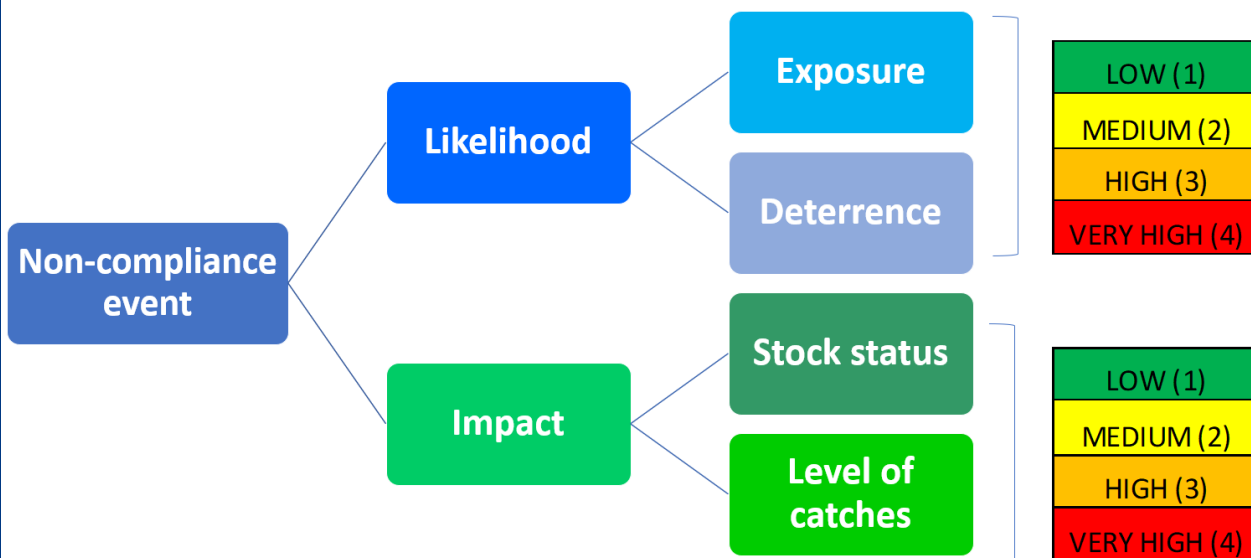 Exposure
LOW (1)
Likelihood
MEDIUM (2)
HIGH (3)
Deterrence
VERY HIGH (4)
Non-compliance
event
Stock status
LOW (1)
Impact
MEDIUM (2)
Level of
catches
HIGH (3)
VERY HIGH (4)